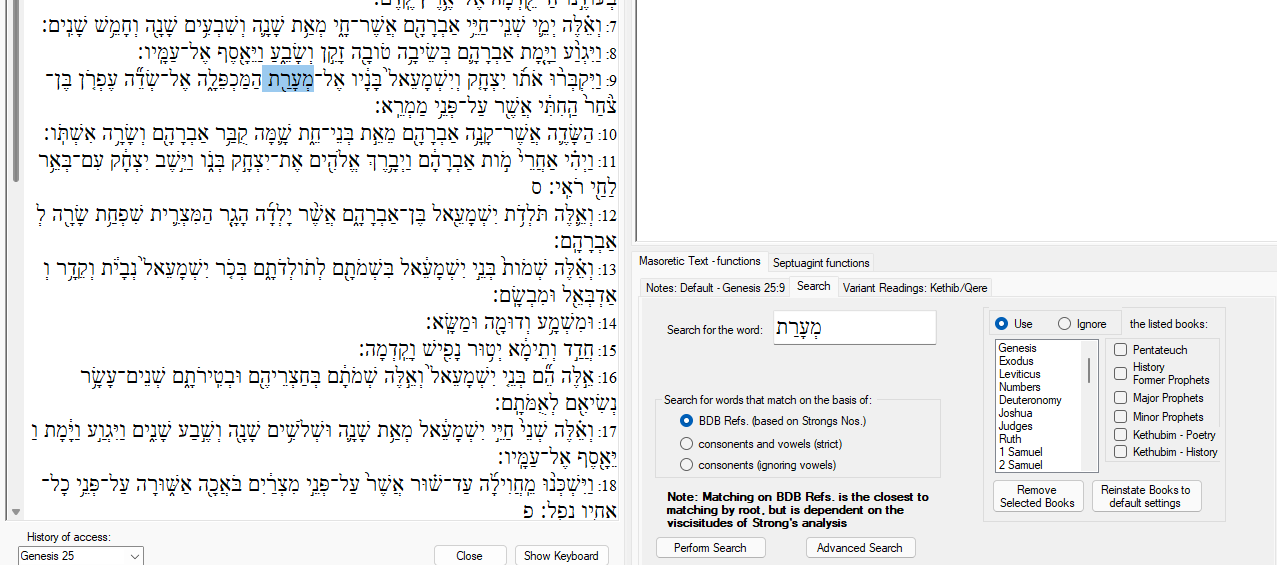 בְּעוֹדֶ֣נּוּ חַ֔י קֵ֖דְמָה אֶל־אֶ֥רֶץ קֶֽדֶם׃
7: וְאֵ֗לֶּה יְמֵ֛י שְׁנֵֽי־חַיֵּ֥י אַבְרָהָ֖ם אֲשֶׁר־חָ֑י מְאַ֥ת שָׁנָ֛ה וְשִׁבְעִ֥ים שָׁנָ֖ה וְחָמֵ֥שׁ שָׁנִֽים׃
8: וַיִּגְוַ֨ע וַיָּ֧מָת אַבְרָהָ֛ם בְּשֵׂיבָ֥ה טוֹבָ֖ה זָקֵ֣ן וְשָׂבֵ֑עַ וַיֵּאָ֖סֶף אֶל־עַמָּֽיו׃
9: וַיִּקְבְּר֨וּ אֹת֜וֹ יִצְחָ֤ק וְיִשְׁמָעֵאל֙ בָּנָ֔יו אֶל־מְעָרַ֖ת הַמַּכְפֵּלָ֑ה אֶל־שְׂדֵ֞ה עֶפְרֹ֤ן בֶּן־
צֹ֙חַר֙ הַֽחִתִּ֔י אֲשֶׁ֖ר עַל־פְּנֵ֥י מַמְרֵֽא׃
10: הַשָּׂדֶ֛ה אֲשֶׁר־קָנָ֥ה אַבְרָהָ֖ם מֵאֵ֣ת בְּנֵי־חֵ֑ת שָׁ֛מָּה קֻבַּ֥ר אַבְרָהָ֖ם וְשָׂרָ֥ה אִשְׁתּֽוֹ׃
11: וַיְהִ֗י אַחֲרֵי֙ מ֣וֹת אַבְרָהָ֔ם וַיְבָ֥רֶךְ אֱלֹהִ֖ים אֶת־יִצְחָ֣ק בְּנ֑וֹ וַיֵּ֣שֶׁב יִצְחָ֔ק עִם־בְּאֵ֥ר
לַחַ֖י רֹאִֽי׃ ס
12: וְאֵ֛לֶּה תֹּלְדֹ֥ת יִשְׁמָעֵ֖אל בֶּן־אַבְרָהָ֑ם אֲשֶׁ֨ר יָלְדָ֜ה הָגָ֧ר הַמִּצְרִ֛ית שִׁפְחַ֥ת שָׂרָ֖ה לְ
אַבְרָהָֽם׃
13: וְאֵ֗לֶּה שְׁמוֹת֙ בְּנֵ֣י יִשְׁמָעֵ֔אל בִּשְׁמֹתָ֖ם לְתוֹלְדֹתָ֑ם בְּכֹ֤ר יִשְׁמָעֵאל֙ נְבָיֹ֔ת וְקֵדָ֥ר וְ
אַדְבְּאֵ֖ל וּמִבְשָֽׂם׃
14: וּמִשְׁמָ֥ע וְדוּמָ֖ה וּמַשָּֽׂא׃
15: חֲדַ֣ד וְתֵימָ֔א יְט֥וּר נָפִ֖ישׁ וָקֵֽדְמָה׃
16: אֵ֣לֶּה הֵ֞ם בְּנֵ֤י יִשְׁמָעֵאל֙ וְאֵ֣לֶּה שְׁמֹתָ֔ם בְּחַצְרֵיהֶ֖ם וּבְטִֽירֹתָ֑ם שְׁנֵים־עָשָׂ֥ר
נְשִׂיאִ֖ם לְאֻמֹּתָֽם׃
17: וְאֵ֗לֶּה שְׁנֵי֙ חַיֵּ֣י יִשְׁמָעֵ֔אל מְאַ֥ת שָׁנָ֛ה וּשְׁלֹשִׁ֥ים שָׁנָ֖ה וְשֶׁ֣בַע שָׁנִ֑ים וַיִּגְוַ֣ע וַיָּ֔מָת וַ
יֵּאָ֖סֶף אֶל־עַמָּֽיו׃
18: וַיִּשְׁכְּנ֨וּ מֵֽחֲוִילָ֜ה עַד־שׁ֗וּר אֲשֶׁר֙ עַל־פְּנֵ֣י מִצְרַ֔יִם בֹּאֲכָ֖ה אַשּׁ֑וּרָה עַל־פְּנֵ֥י כָל־
אֶחָ֖יו נָפָֽל׃ פ
History of access:
Genesis 25
Close
Show Keyboard
Masoretic Text - functions
Septuagint functions
Notes: Default - Genesis 25:9
Search
Variant Readings: Kethib/Qere
Search for the word:
מְעָרַת
Search for words that match on the basis of:
BDB Refs. (based on Strongs Nos.)
consonents and vowels (strict)
consonents (ignoring vowels)
Note: Matching on BDB Refs. is the closest to
matching by root, but is dependent on the
viscisitudes of Strong's analysis
Perform Search
Advanced Search
Use
Ignore
the listed books:
Genesis
Exodus
Leviticus
Numbers
Deuteronomy
Joshua
Judges
Ruth
1 Samuel
2 Samuel
Pentateuch
History
Former Prophets
Major Prophets
Minor Prophets
Kethubim - Poetry
Kethubim - History
Remove
Selected Books
Reinstate Books to
default settings